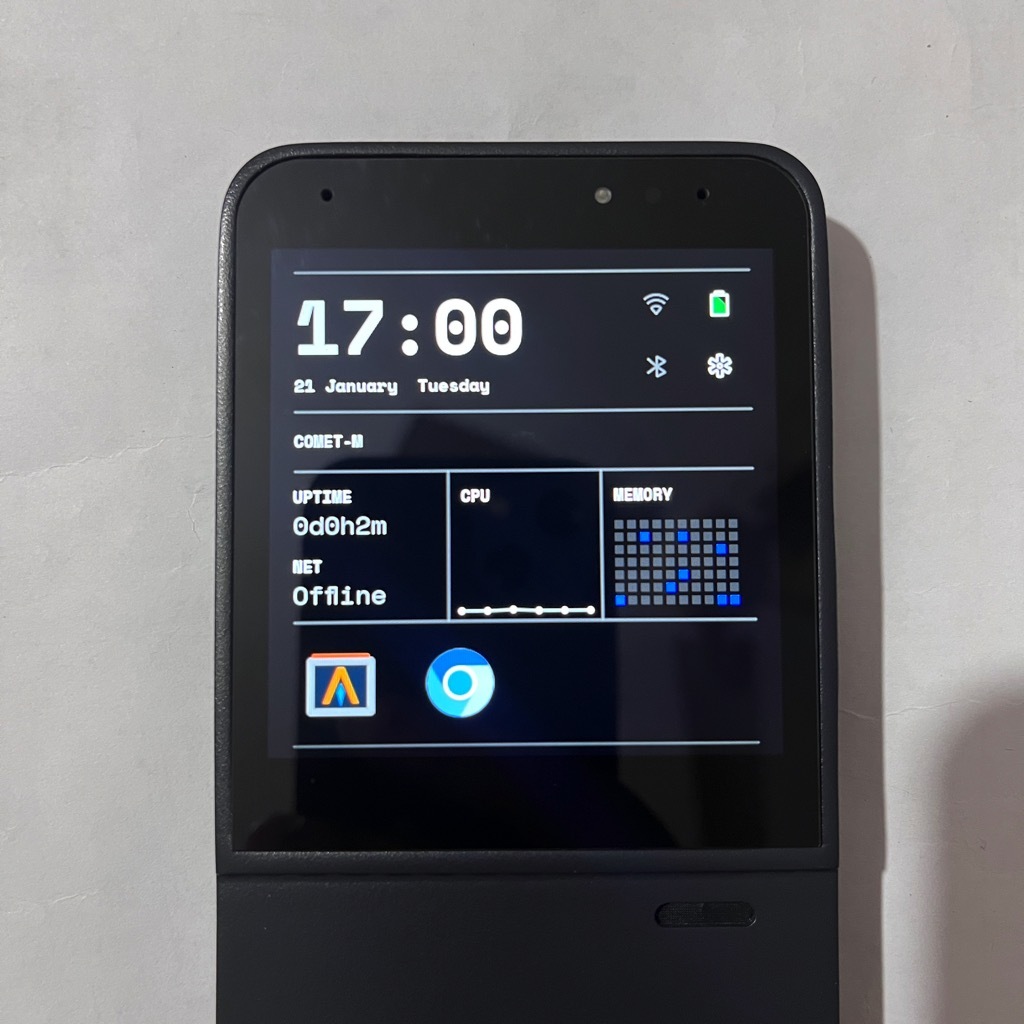 17:00
21 January Tuesday
COMET-M
UPTIME
0d0h2m
NET
Offline
CPU
MEMORY